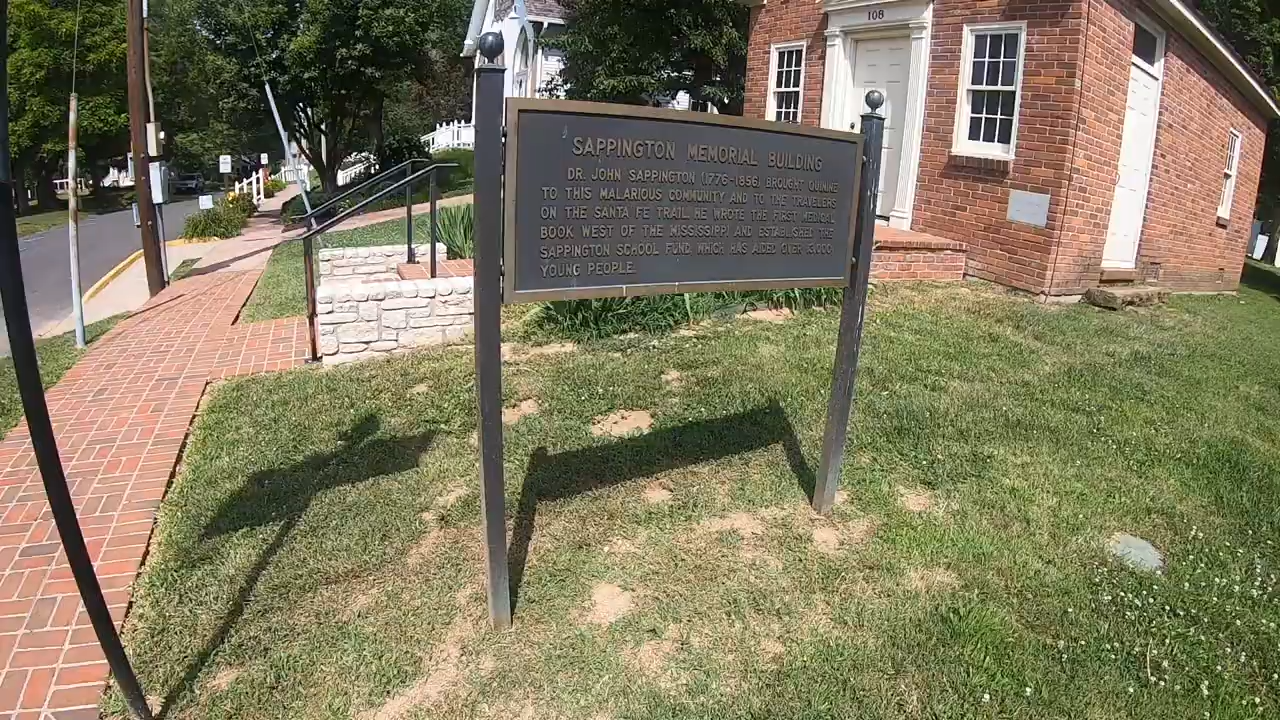 108
SAPPINGTON MEMORIAL BUILDING
DR. JOHN SAPPINGTON (1776-1856) BROUGHT QUININE
TO THIS MALARIOUS COMMUNITY AND TO THE TRAVELERS
ON THE SANTA FE TRAIL. HE WROTE THE FIRST MEDICAL
BOOK WEST OF THE MISSISSIPPI AND ESTABLISHED THE
SAPPINGTON SCHOOL FUND WHICH HAS AIDED OVER 13,000
YOUNG PEOPLE.